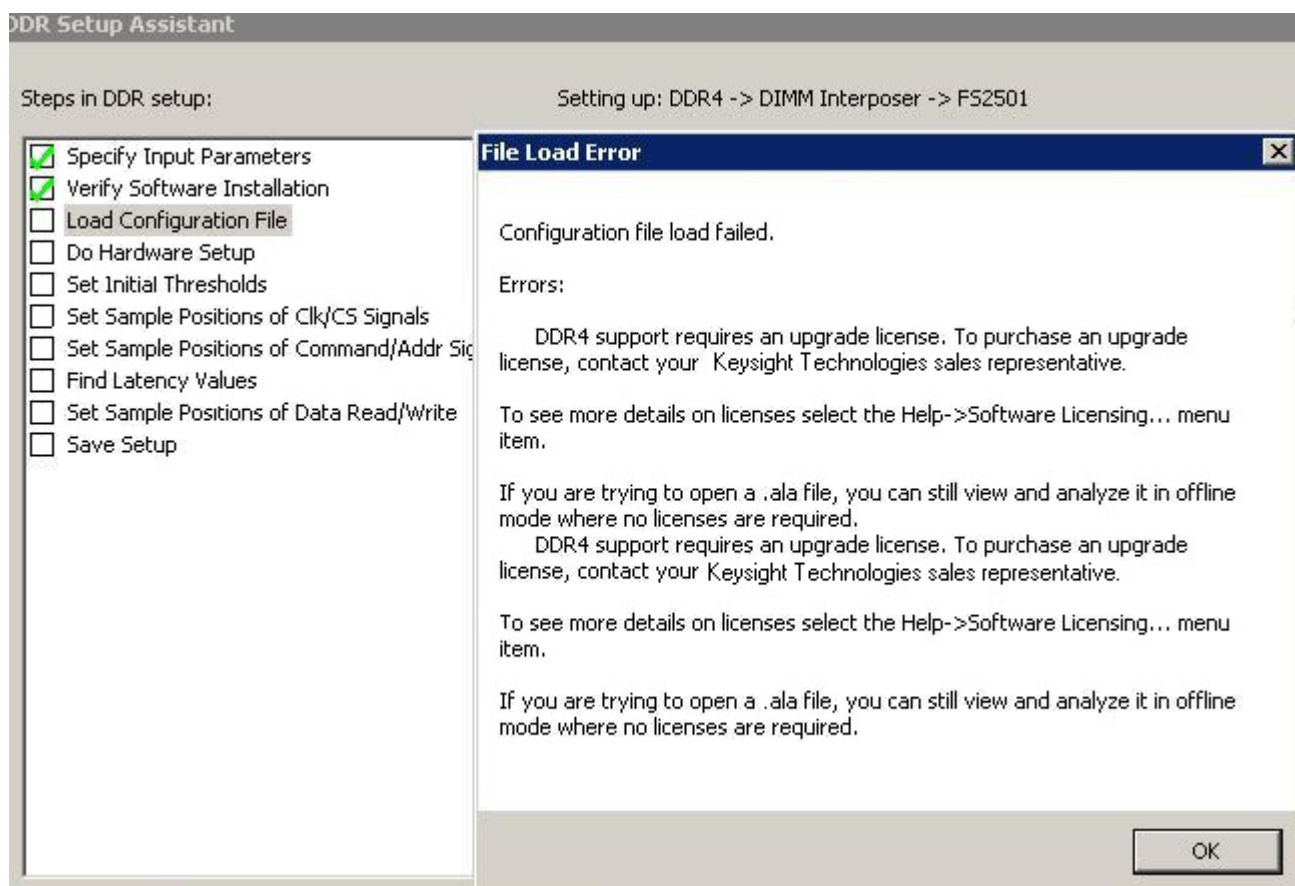 DDR Setup Assistant
Steps in DDR setup:
Setting up: DDR4 -> DIMM Interposer -> FS2501
Specify Input Parameters
Verify Software Installation
Load Configuration File
Do Hardware Setup
Set Initial Thresholds
Set Sample Positions of Clk/CS Signals
Set Sample Positions of Command/Addr Sig
Find Latency Values
Set Sample Positions of Data Read/Write
Save Setup
File Load Error
Configuration file load failed.
Errors:
DDR4 support requires an upgrade license. To purchase an upgrade
license, contact your Keysight Technologies sales representative.
To see more details on licenses select the Help->Software Licensing... menu
item.
If you are trying to open a .ala file, you can still view and analyze it in offline
mode where no licenses are required.
DDR4 support requires an upgrade license. To purchase an upgrade
license, contact your Keysight Technologies sales representative.
To see more details on licenses select the Help->Software Licensing... menu
item.
If you are trying to open a .ala file, you can still view and analyze it in offline
mode where no licenses are required.
OK